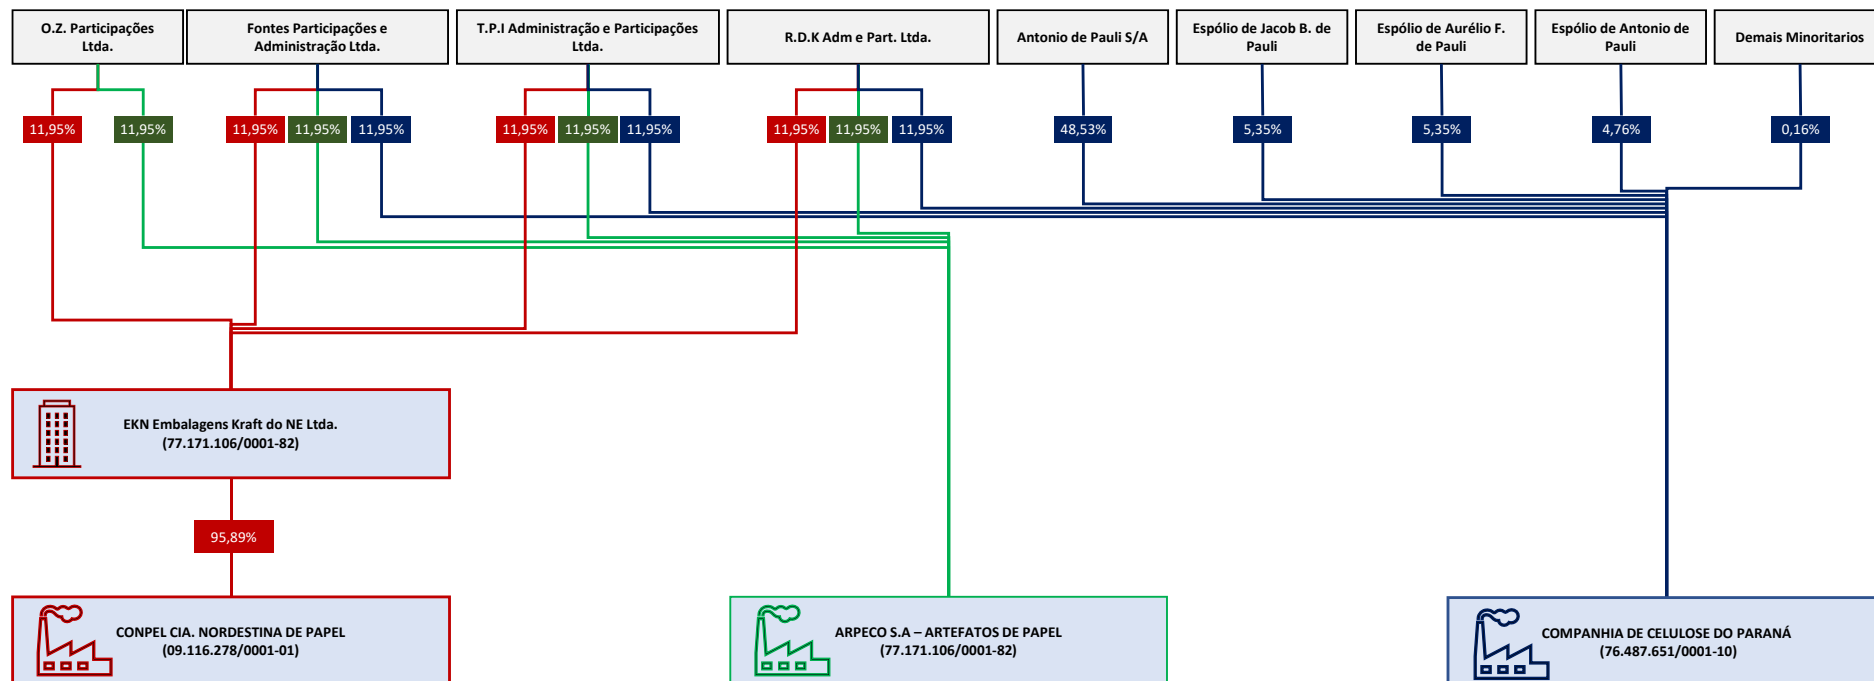 O.Z. Participações
Ltda.
Fontes Participações e
Administração Ltda.
T.P.I Administração e Participações
Ltda.
R.D.K Adm e Part. Ltda.
Antonio de Pauli S/A
Espólio de Jacob B. de
Pauli
Espólio de Aurélio F.
de Pauli
Espólio de Antonio de
Pauli
Demais Minoritarios
11,95%
11,95%
11,95%
11,95%
11,95%
11,95%
11,95%
11,95%
11,95%
11,95%
11,95%
48,53%
5,35%
5,35%
4,76%
0,16%
EKN Embalagens Kraft do NE Ltda.
(77.171.106/0001-82)
95,89%
CONPEL CIA. NORDESTINA DE PAPEL
(09.116.278/0001-01)
ARPECO S.A – ARTEFATOS DE PAPEL
(77.171.106/0001-82)
COMPANHIA DE CELULOSE DO PARANÁ
(76.487.651/0001-10)